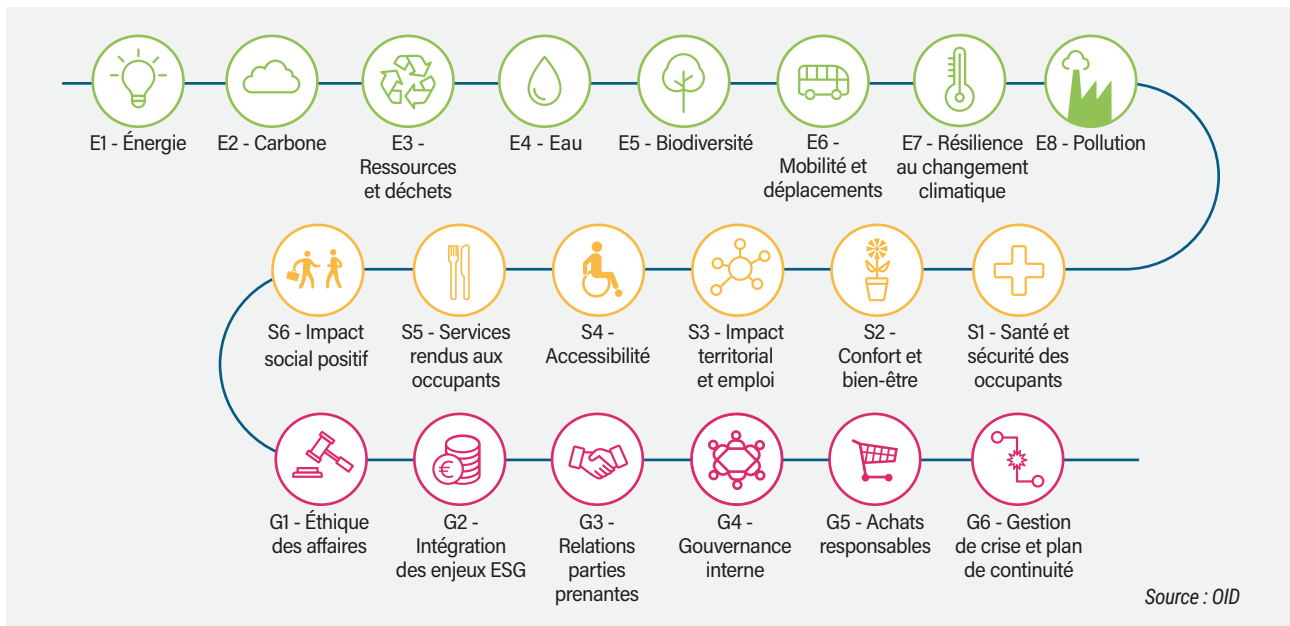 E1 - Énergie
E2 - Carbone
E3 -
Ressources
et déchets
E4 - Eau
E5 - Biodiversité
E6 -
Mobilité et
déplacements
E7 - Résilience
au changement
climatique
E8 - Pollution
S6 - Impact
social positif
S5 - Services
rendus aux
occupants
S4 -
Accessibilité
S3 - Impact
territorial
et emploi
S2 -
Confort et
bien-être
S1 - Santé et
sécurité des
occupants
€
G1 - Éthique
des affaires
G2 -
Intégration
des enjeux ESG
G3 -
Relations
parties
prenantes
G4 -
Gouvernance
interne
G5 - Achats
responsables
G6 - Gestion
de crise et plan
de continuité
Source : OID